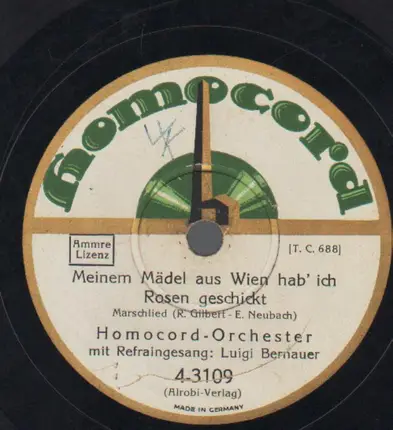 homocord
Ammre
Lizenz
[T. C. 688]
Meinem Mädel aus Wien hab' ich
Rosen geschickt
Marschlied (R. Gilbert - E. Neubach)
Homocord-Orchester
mit Refraingesang: Luigi Bernauer
4-3109
(Alrobi-Verlag)
MADE IN GERMANY